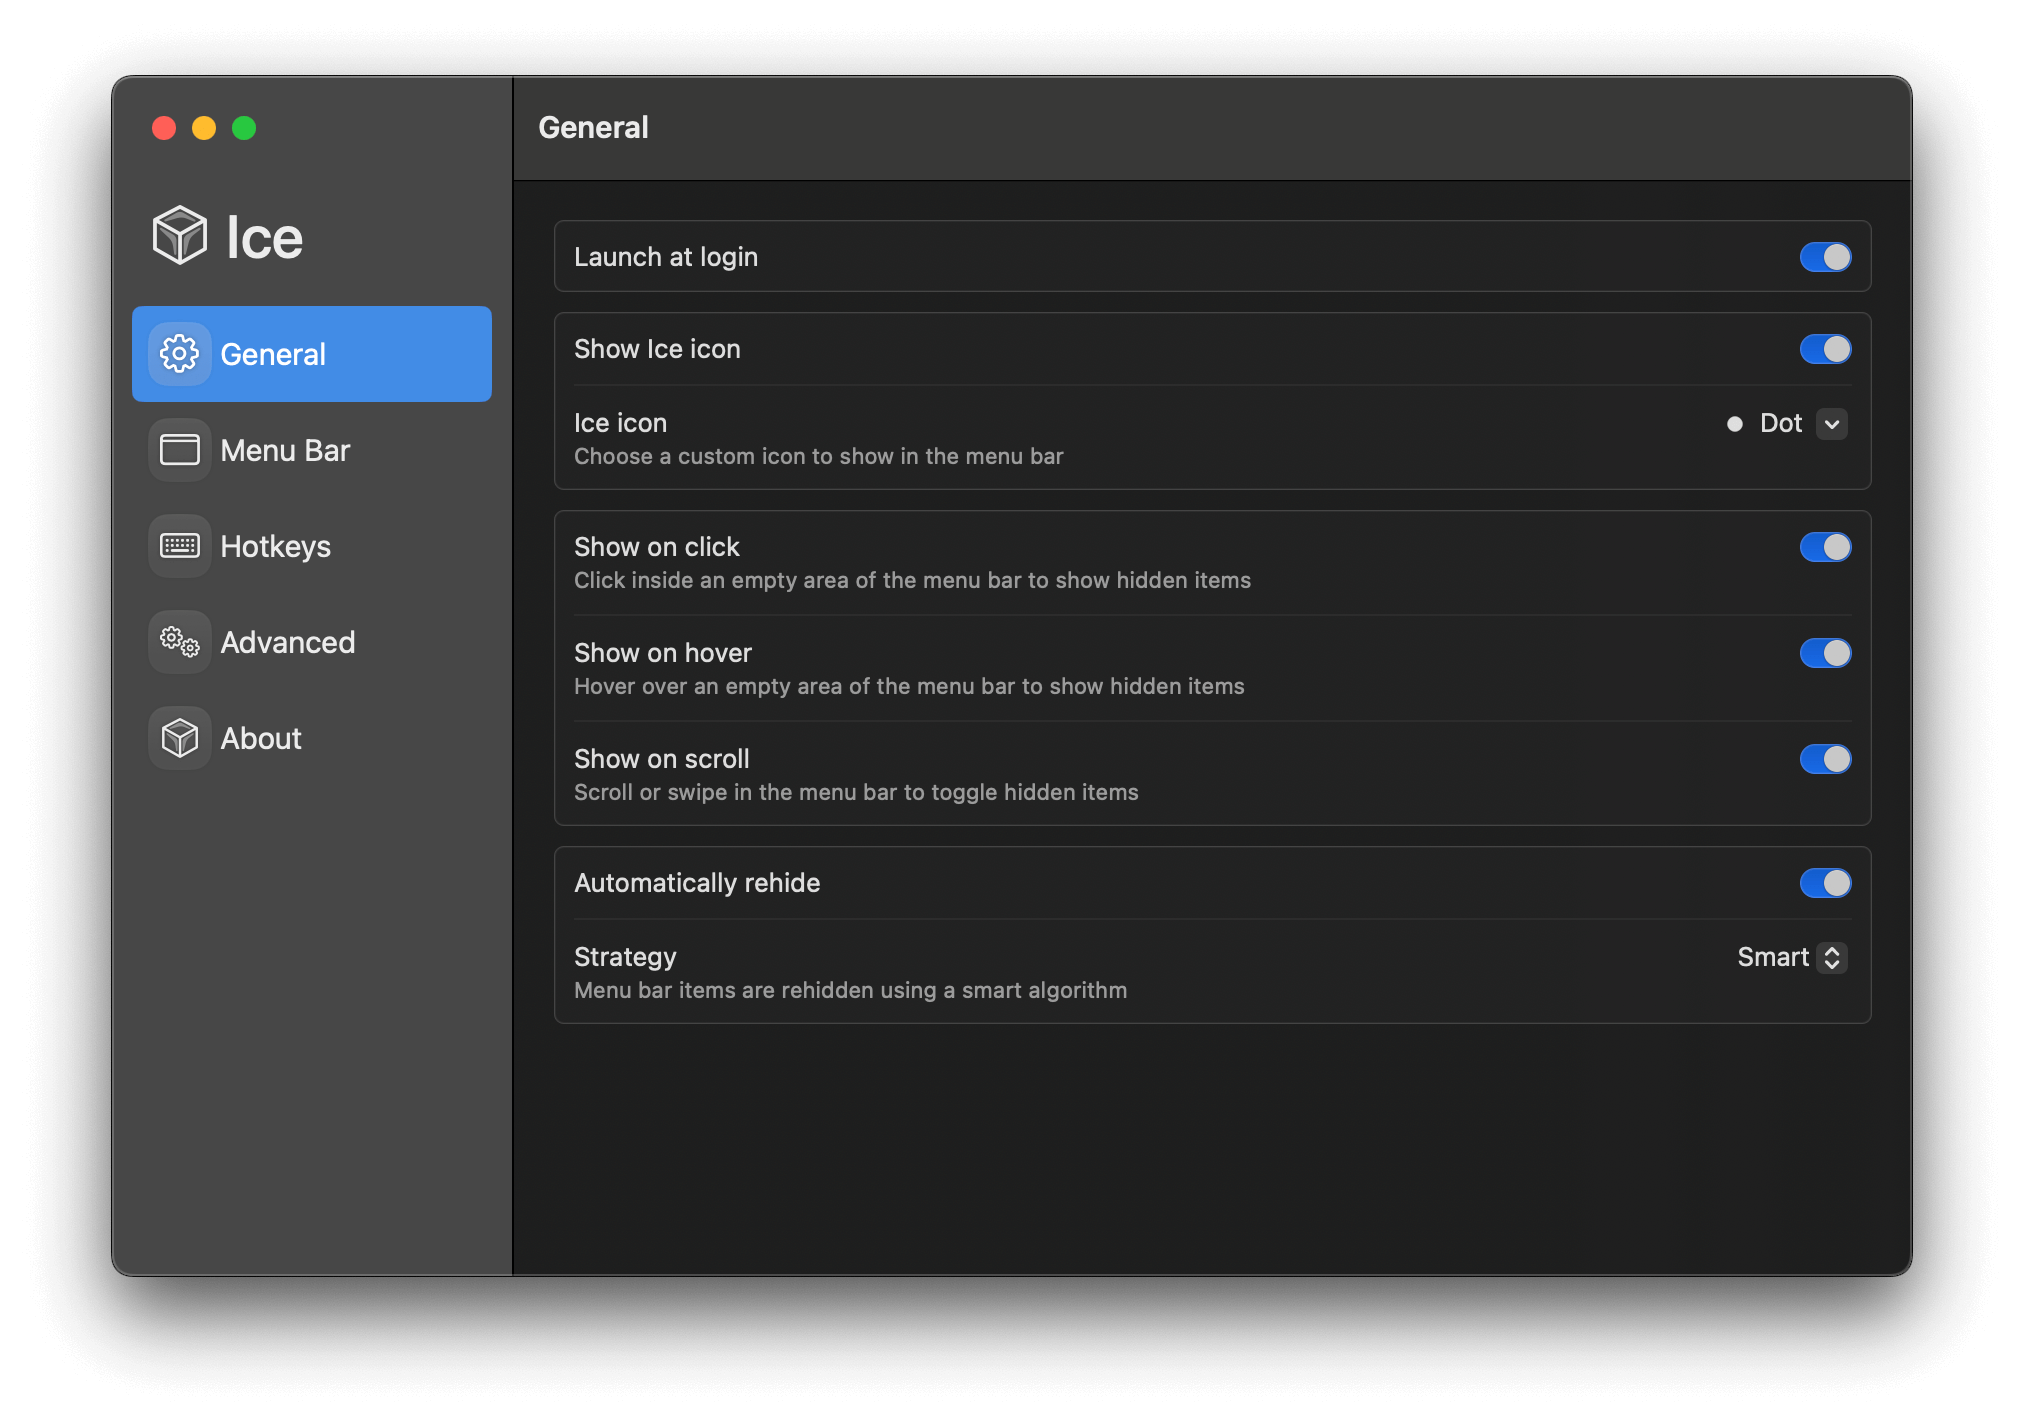 Ice
General
Menu Bar
Hotkeys
Advanced
About
General
Launch at login
Show Ice icon
Ice icon
Dot
Choose a custom icon to show in the menu bar
Show on click
Click inside an empty area of the menu bar to show hidden items
Show on hover
Hover over an empty area of the menu bar to show hidden items
Show on scroll
Scroll or swipe in the menu bar to toggle hidden items
Automatically rehide
Strategy
Smart
Menu bar items are rehidden using a smart algorithm